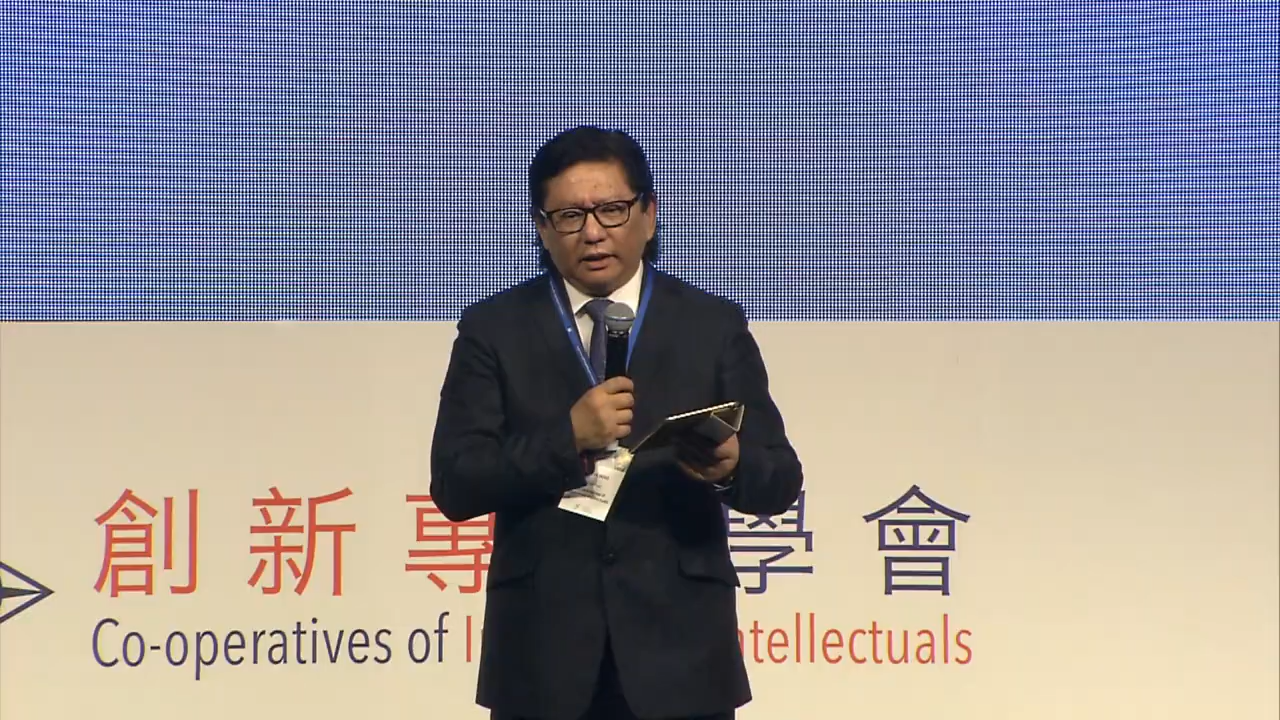 創新專 學會
Co-operatives of ntellectuals